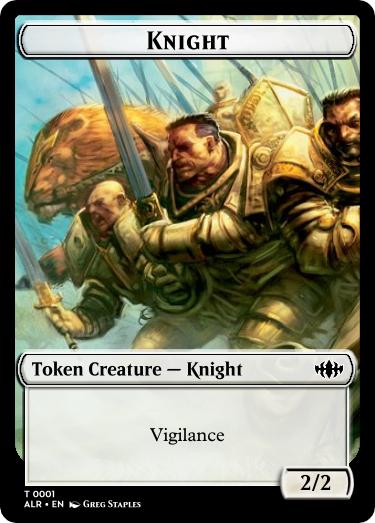 Knight
Token Creature — Knight
Vigilance
2/2
T 0001
ALR • EN Greg Staples